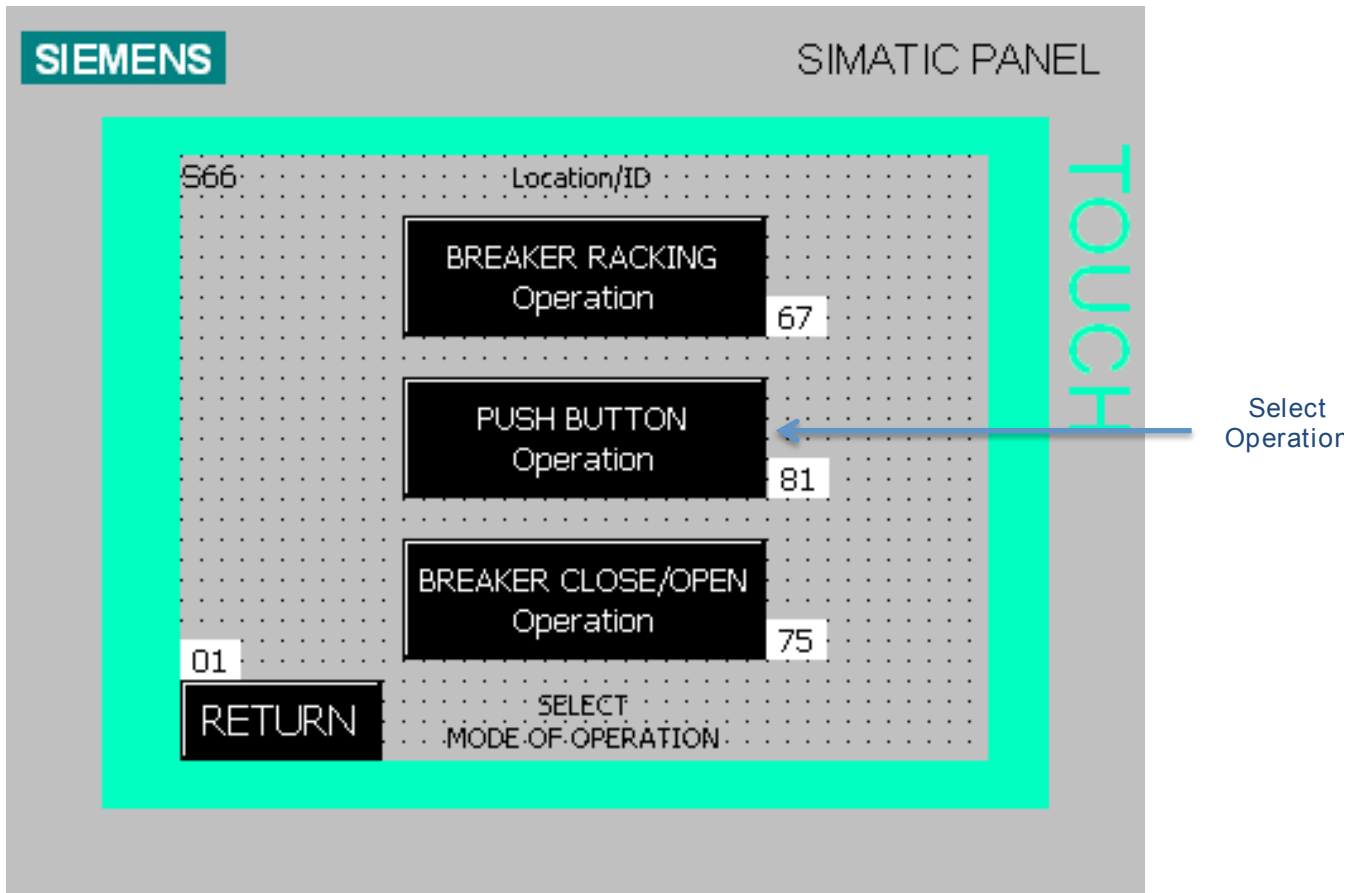 SIEMENS
SIMATIC PANEL
TOUCH
S66
Location/ID
BREAKER RACKING
Operation
67
PUSH BUTTON
Operation
81
Select
Operation
BREAKER CLOSE/OPEN
Operation
75
01
RETURN
SELECT
MODE OF OPERATION